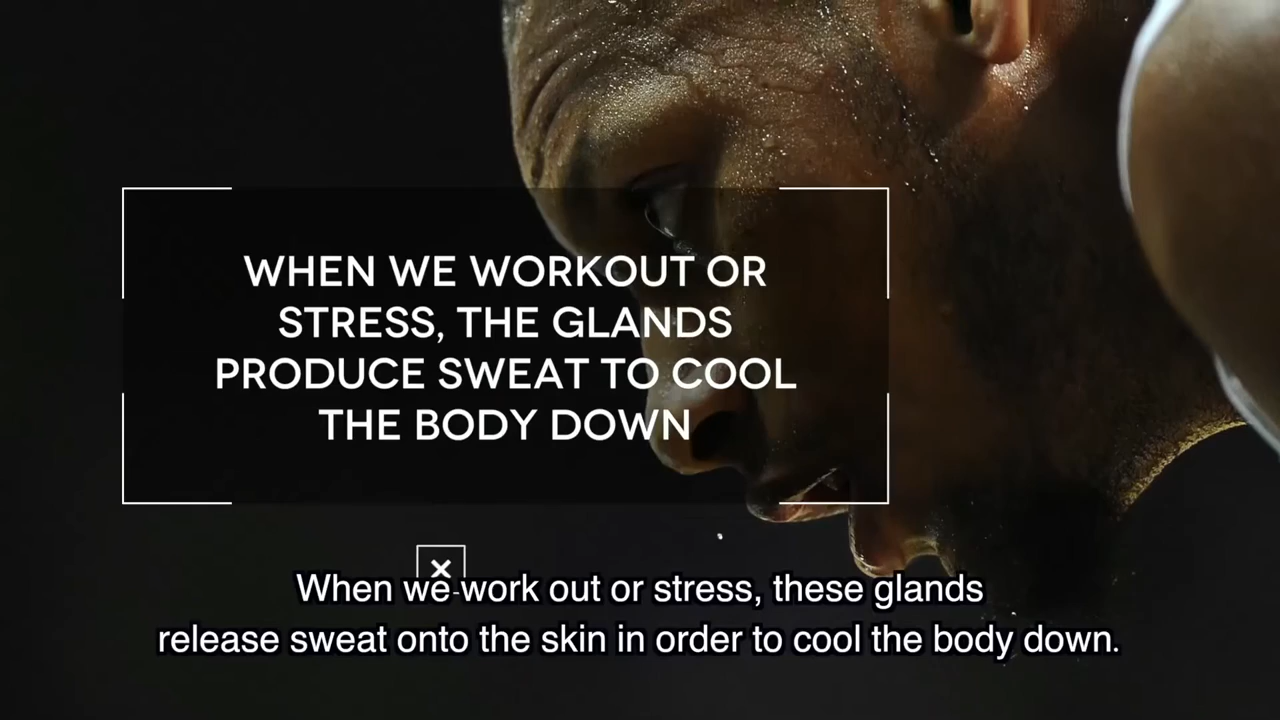 WHEN WE WORKOUT OR
STRESS, THE GLANDS
PRODUCE SWEAT TO COOL
THE BODY DOWN
When we work out or stress, these glands
release sweat onto the skin in order to cool the body down.